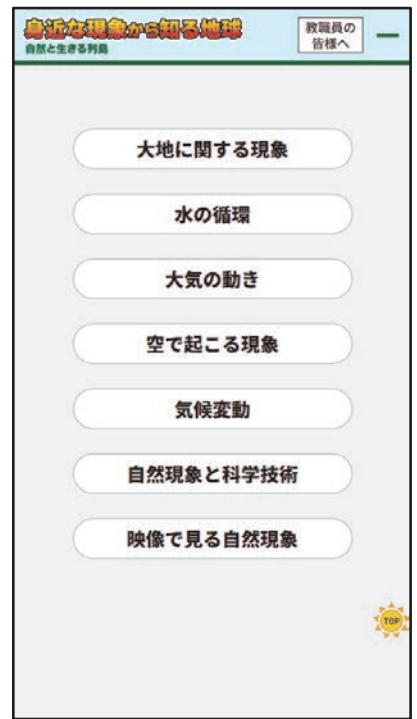 身近な現象から知る地球
自然と生きる列島
教職員の
皆様へ
大地に関する現象
水の循環
大気の動き
空で起こる現象
気候変動
自然現象と科学技術
映像で見る自然現象
TOP